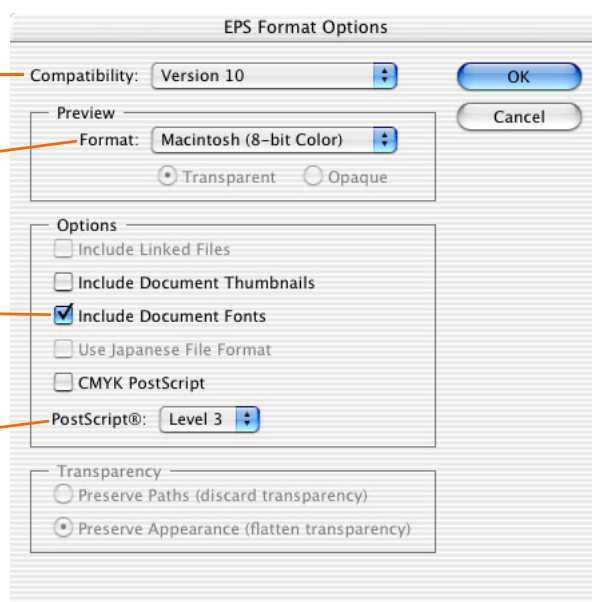 EPS Format Options
Compatibility: Version 10
OK
Preview
Cancel
Format: Macintosh (8-bit Color)
Transparent Opaque
Options
Include Linked Files
Include Document Thumbnails
Include Document Fonts
Use Japanese File Format
CMYK PostScript
PostScript®: Level 3
Transparency
Preserve Paths (discard transparency)
Preserve Appearance (flatten transparency)